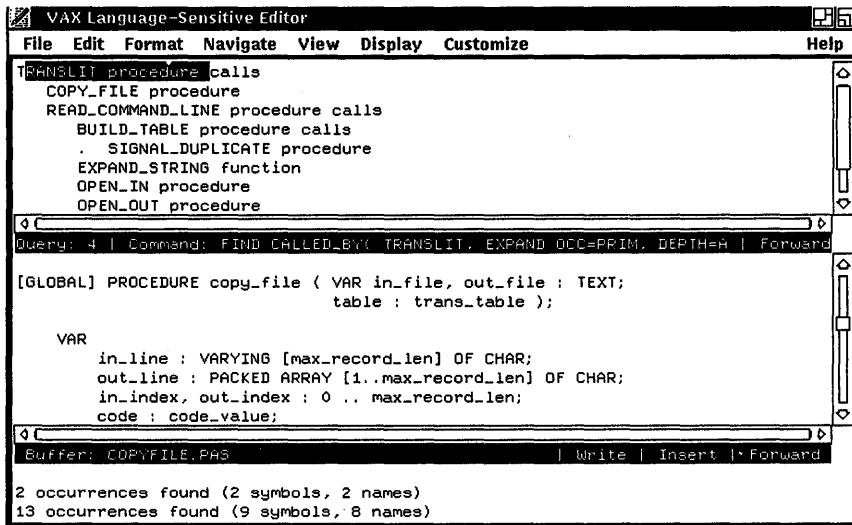 VAX Language-Sensitive Editor
File Edit Format Navigate View Display Customize Help
TRANSLIT procedure calls
COPY_FILE procedure
READ_COMMAND_LINE procedure calls
BUILD_TABLE procedure calls
. SIGNAL_DUPLICATE procedure
EXPAND_STRING function
OPEN_IN procedure
OPEN_OUT procedure
Query: 4 | Command: FIND CALLED_BY( TRANSLIT, EXPAND OCC=PRIM, DEPTH=A | Forward
[GLOBAL] PROCEDURE copy_file ( VAR in_file, out_file : TEXT;
table : trans_table );
VAR
in_line : VARYING [max_record_len] OF CHAR;
out_line : PACKED ARRAY [1..max_record_len] OF CHAR;
in_index, out_index : 0 .. max_record_len;
code : code_value;
Buffer: COPYFILE.PAS | Write | Insert | Forward
2 occurrences found (2 symbols, 2 names)
13 occurrences found (9 symbols, 8 names)